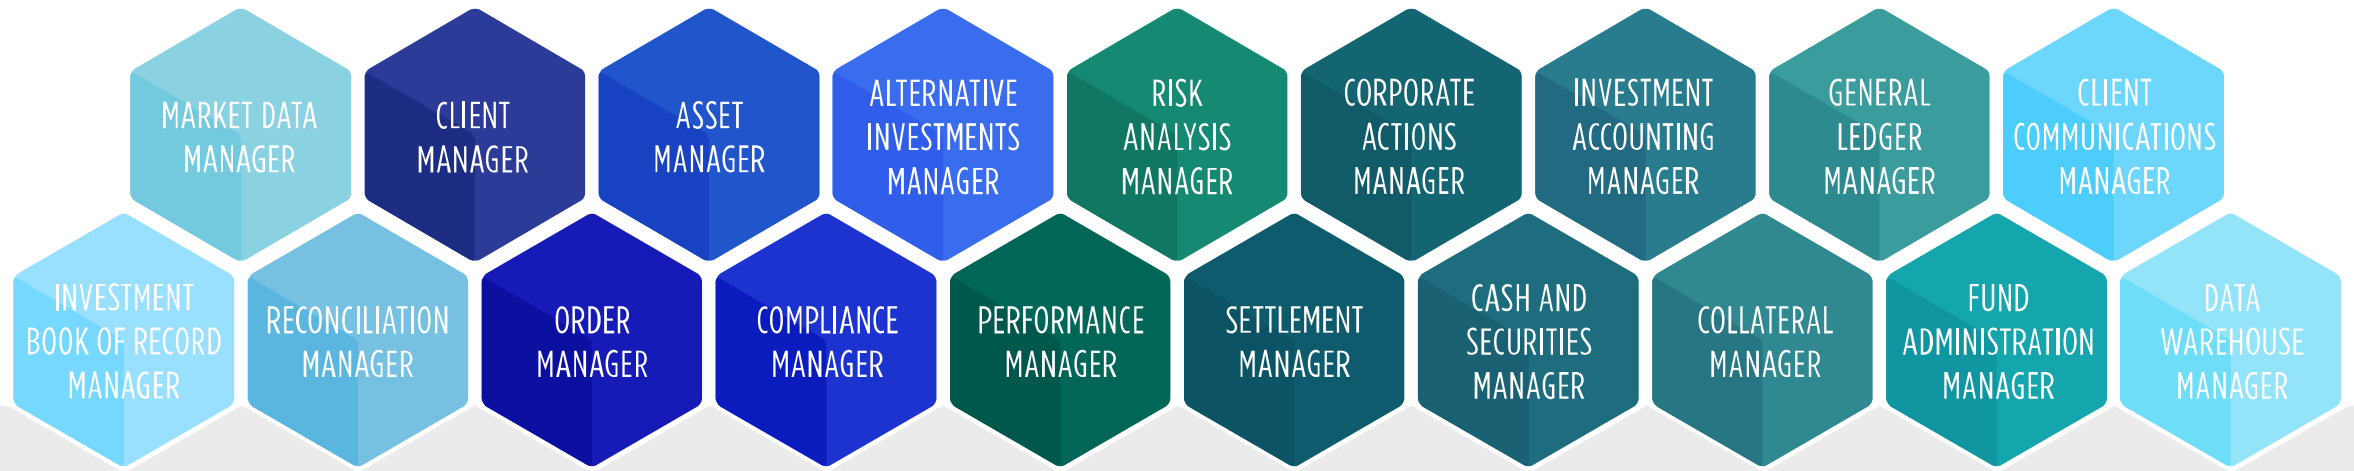 MARKET DATA
MANAGER
CLIENT
MANAGER
ASSET
MANAGER
ALTERNATIVE
INVESTMENTS
MANAGER
RISK
ANALYSIS
MANAGER
CORPORATE
ACTIONS
MANAGER
INVESTMENT
ACCOUNTING
MANAGER
GENERAL
LEDGER
MANAGER
CLIENT
COMMUNICATIONS
MANAGER
INVESTMENT
BOOK OF RECORD
MANAGER
RECONCILIATION
MANAGER
ORDER
MANAGER
COMPLIANCE
MANAGER
PERFORMANCE
MANAGER
SETTLEMENT
MANAGER
CASH AND
SECURITIES
MANAGER
COLLATERAL
MANAGER
FUND
ADMINISTRATION
MANAGER
DATA
WAREHOUSE
MANAGER